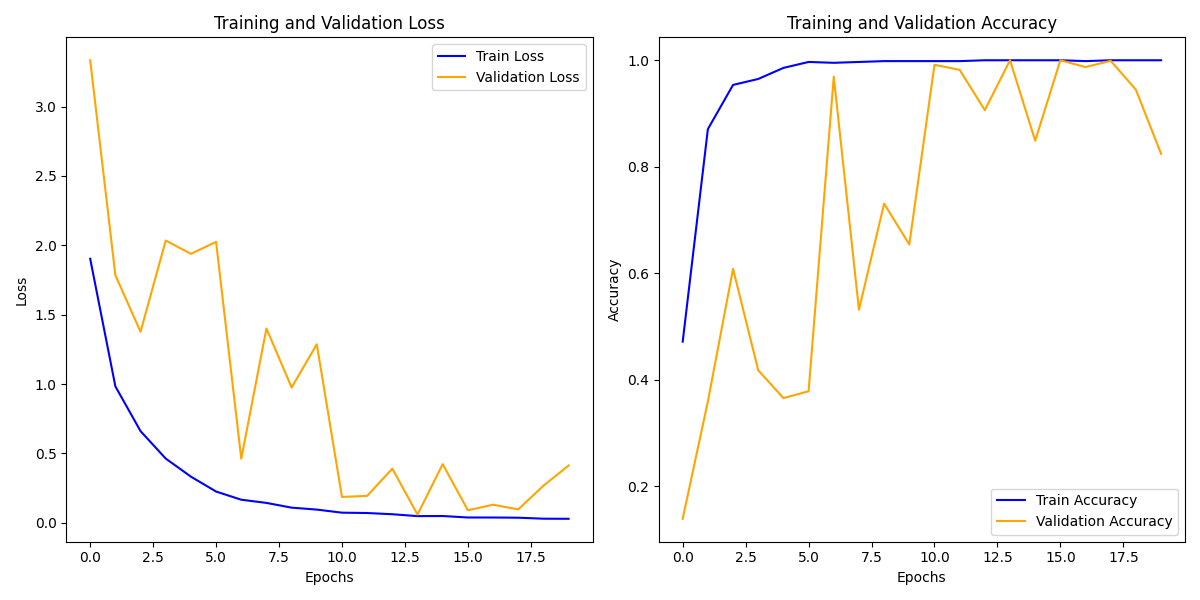 Training and Validation Loss
Train Loss
Validation Loss
Loss
3.0
2.5
2.0
1.5
1.0
0.5
0.0
0.0 2.5 5.0 7.5 10.0 12.5 15.0 17.5
Epochs
Training and Validation Accuracy
Accuracy
1.0
0.8
0.6
0.4
0.2
Train Accuracy
Validation Accuracy
0.0 2.5 5.0 7.5 10.0 12.5 15.0 17.5
Epochs